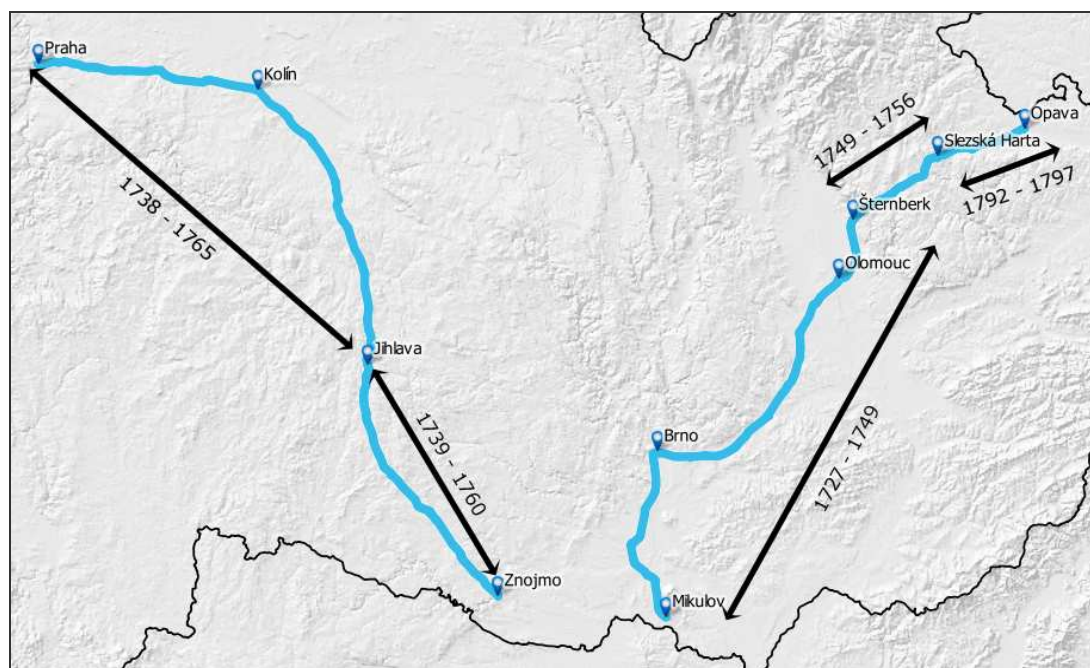 Praha
Kolín
1738 - 1765
Jihlava
1739 - 1760
Znojmo
Opava
1749 - 1756
Slezská Harta
1792 - 1797
Šternberk
Olomouc
Brno
1727 - 1749
Mikulov